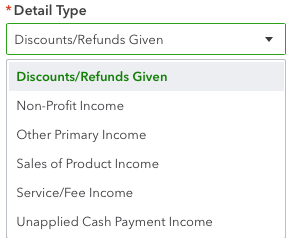 * Detail Type
Discounts/Refunds Given
Discounts/Refunds Given
Non-Profit Income
Other Primary Income
Sales of Product Income
Service/Fee Income
Unapplied Cash Payment Income